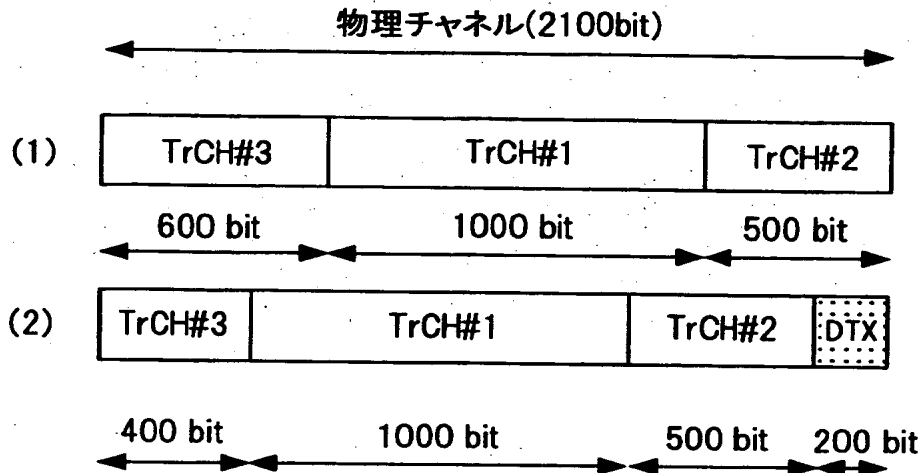 物理チャネル(2100bit)
(1) TrCH#3 TrCH#1 TrCH#2
600 bit 1000 bit 500 bit
(2) TrCH#3 TrCH#1 TrCH#2 DTX
400 bit 1000 bit 500 bit 200 bit